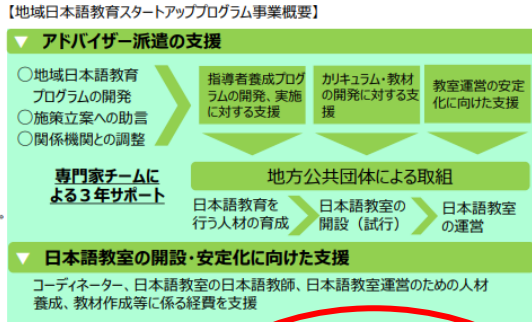 【地域日本語教育スタートアッププログラム事業概要】
▼ アドバイザー派遣の支援
○地域日本語教育
プログラムの開発
○施策立案への助言
○関係機関との調整
指導者養成プログ
ラムの開発、実施
に対する支援
カリキュラム・教材
の開発に対する支
援
教室運営の安定
化に向けた支援
専門家チームに
よる3年サポート
地方公共団体による取組
日本語教育を
行う人材の育成
日本語教室の
開設(試行)
日本語教室
の運営
。
▼ 日本語教室の開設・安定化に向けた支援
コーディネーター、日本語教室の日本語教師、日本語教室運営のための人材
養成、教材作成等に係る経費を支援